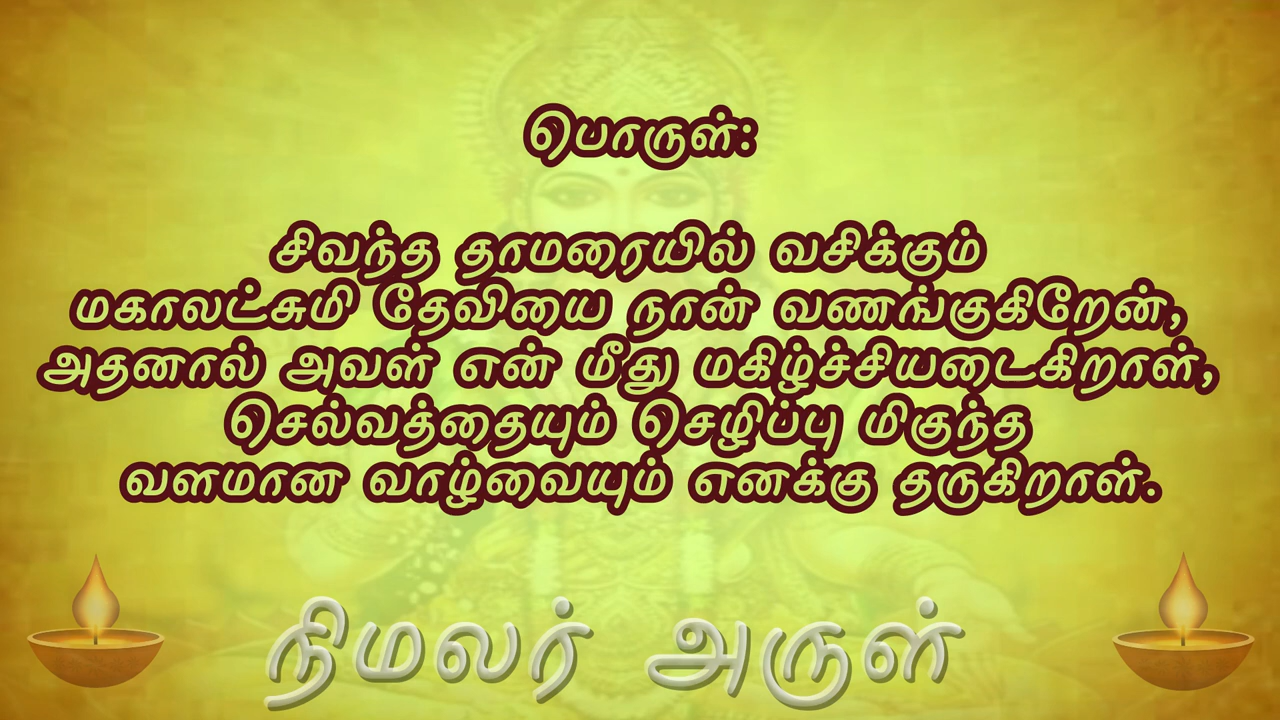 பொருள்:
சிவந்த தாமரையில் வசிக்கும்
மகாலட்சுமி தேவியை நான் வணங்குகிறேன்,
அதனால் அவள் என் மீது மகிழ்ச்சியடைகிறாள்,
செல்வத்தையும் செழிப்பு மிகுந்த
வளமான வாழ்வையும் எனக்கு தருகிறாள்.
நிமலர் அருள்